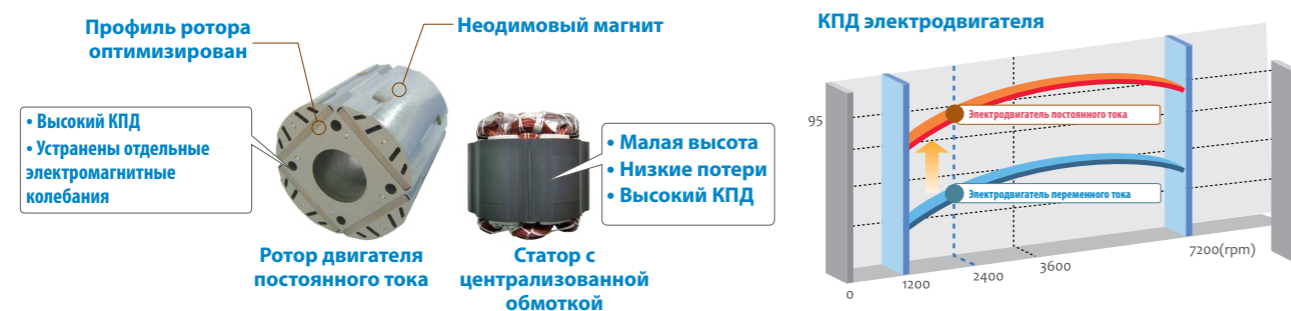 Профиль ротора
оптимизирован
Неодимовый магнит
• Высокий КПД
• Устранены отдельные
электромагнитные
колебания
• Малая высота
• Низкие потери
• Высокий КПД
Ротор двигателя
постоянного тока
Статор с
централизованной
обмоткой
КПД электродвигателя
95
Электродвигатель постоянного тока
Электродвигатель переменного тока
0
1200
2400
3600
7200(rpm)